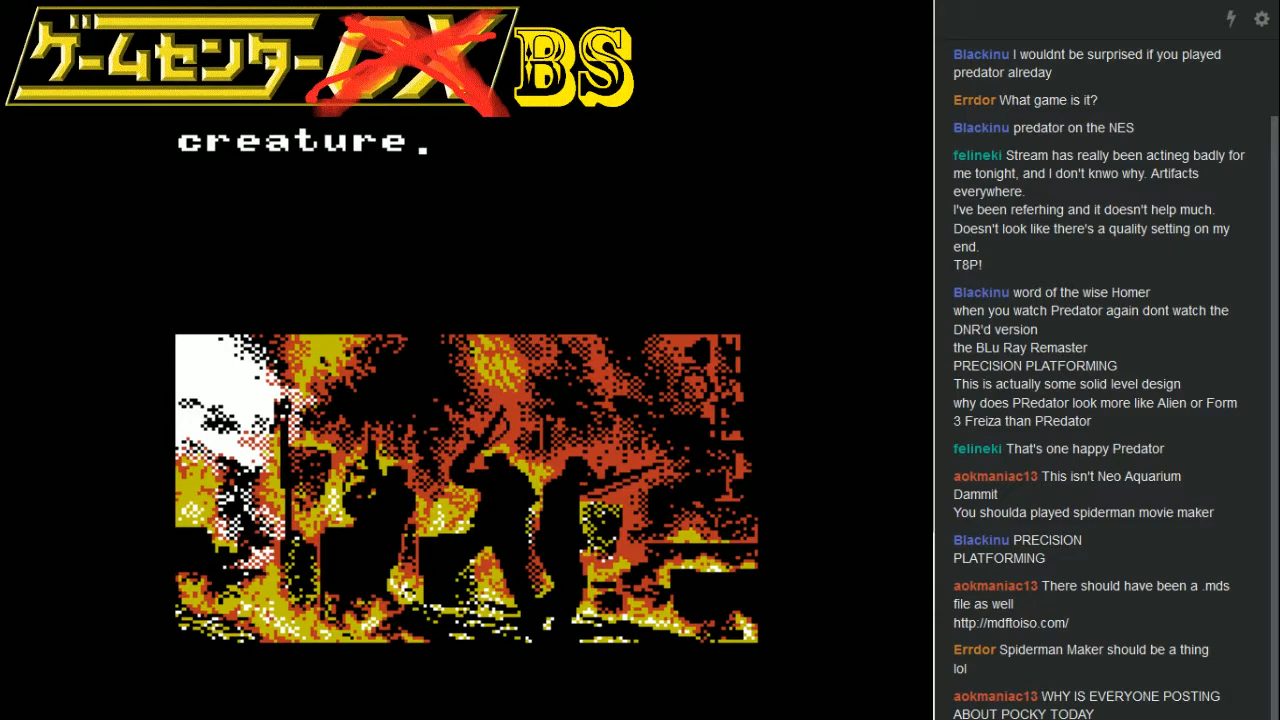 ゲームセンターDX BS
creature.
Blackinu I wouldnt be surprised if you played
predator alreday
Errdor What game is it?
Blackinu predator on the NES
felineki Stream has really been actineg badly for
me tonight, and I don't knwo why. Artifacts
everywhere.
I've been referhing and it doesn't help much.
Doesn't look like there's a quality setting on my
end.
T8P!
Blackinu word of the wise Homer
when you watch Predator again dont watch the
DNR'd version
the BLu Ray Remaster
PRECISION PLATFORMING
This is actually some solid level design
why does PRedator look more like Alien or Form
3 Freiza than PRedator
felineki That's one happy Predator
aokmaniac13 This isn't Neo Aquarium
Dammit
You shoulda played spiderman movie maker
Blackinu PRECISION
PLATFORMING
aokmaniac13 There should have been a .mds
file as well
http://mdftoiso.com/
Errdor Spiderman Maker should be a thing
lol
aokmaniac13 WHY IS EVERYONE POSTING
ABOUT POCKY TODAY